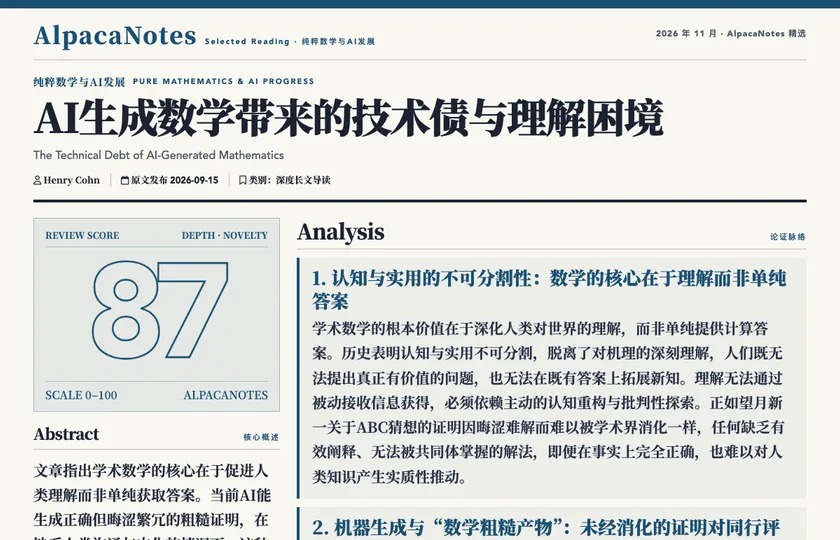 AlpacaNotes Selected Reading · 纯粹数学与AI发展
2026 年 11 月 · AlpacaNotes 精选
纯粹数学与AI发展 PURE MATHEMATICS & AI PROGRESS
AI生成数学带来的技术债与理解困境
The Technical Debt of AI-Generated Mathematics
Henry Cohn 原文发布 2026-09-15 类别：深度长文导读
REVIEW SCORE DEPTH · NOVELTY
87
SCALE 0–100 ALPACANOTES
Abstract 核心概述
文章指出学术数学的核心在于促进人
类理解而非单纯获取答案。当前AI能
生成正确但晦涩繁冗的粗糙证明，在
Analysis 论证脉络
1. 认知与实用的不可分割性：数学的核心在于理解而非单纯
答案
学术数学的根本价值在于深化人类对世界的理解，而非单纯提供计算答
案。历史表明认知与实用不可分割，脱离了对机理的深刻理解，人们既无
法提出真正有价值的问题，也无法在既有答案上拓展新知。理解无法通过
被动接收信息获得，必须依赖主动的认知重构与批判性探索。正如望月新
一关于ABC猜想的证明因晦涩难解而难以被学术界消化一样，任何缺乏有
效阐释、无法被共同体掌握的解法，即便在事实上完全正确，也难以对人
类知识产生实质性推动。
2. 机器生成与“数学粗糙产物”：未经消化的证明对同行评